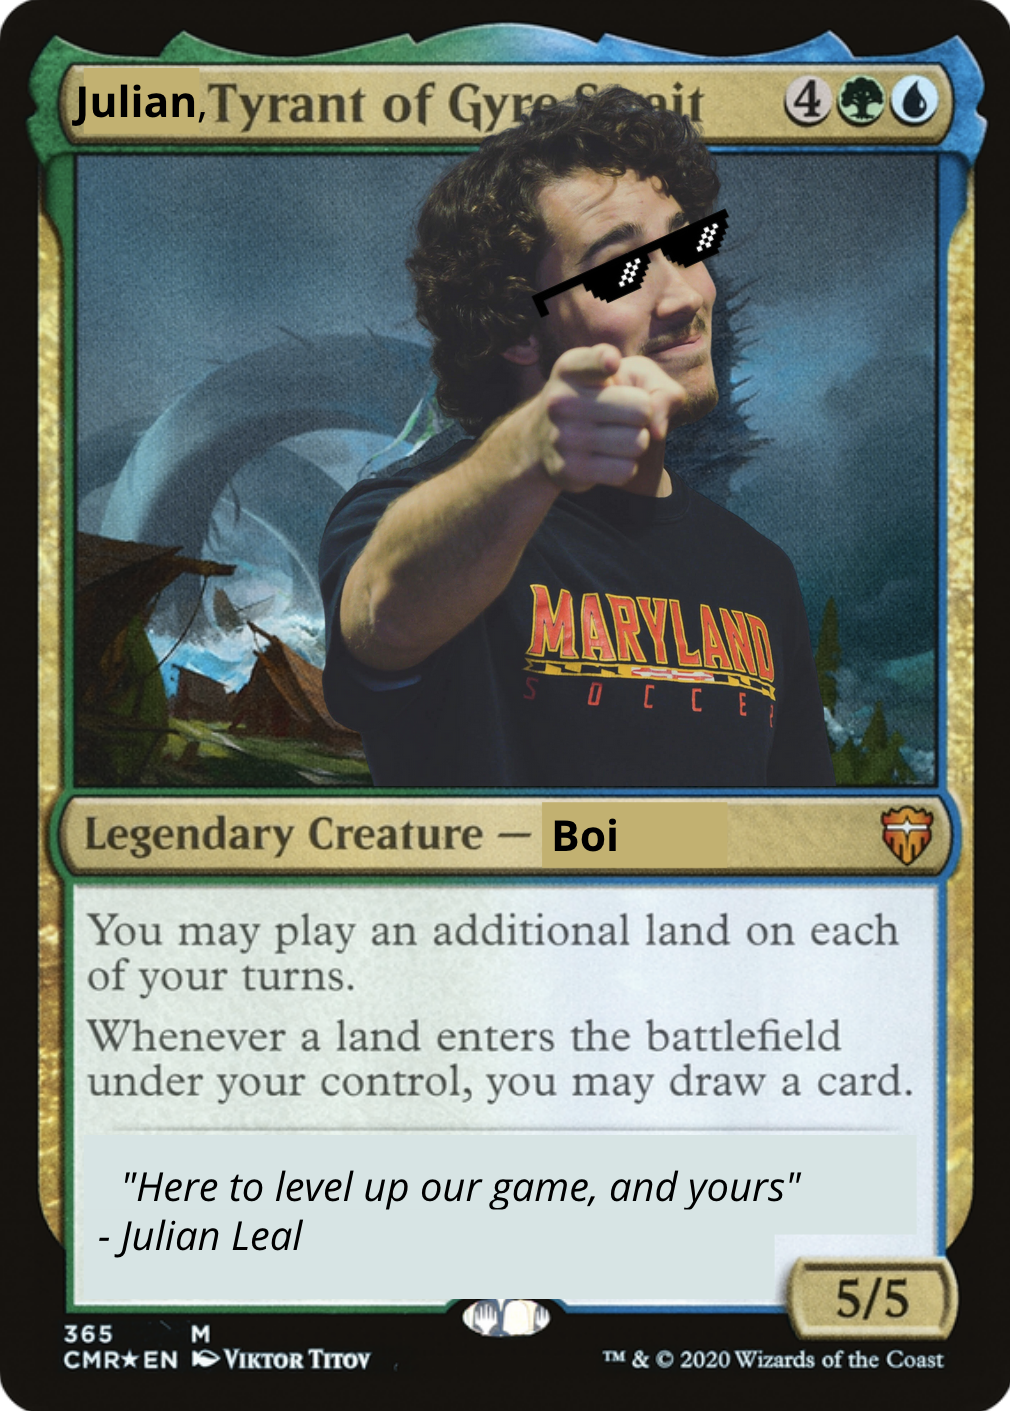 Julian, Tyrant of Gyre Strait 4
MARYLAND
SOCCER
Legendary Creature — Boi
You may play an additional land on each
of your turns.
Whenever a land enters the battlefield
under your control, you may draw a card.
"Here to level up our game, and yours"
- Julian Leal
5/5
365 M
CMR★EN VIKTOR TITOV
™ & © 2020 Wizards of the Coast